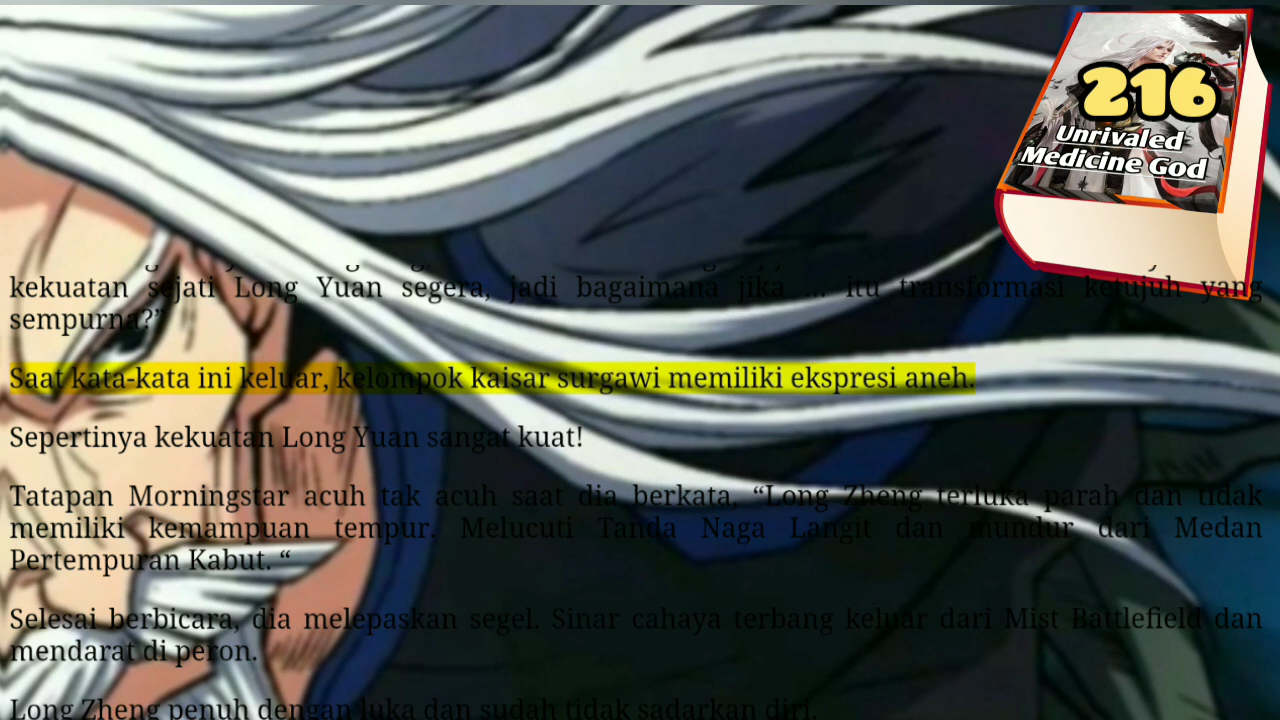 216
Unrivaled
Medicine God
kekuatan sejati Long Yuan segera, jadi bagaimana jika ... itu transformasi ketujuh yang
sempurna?”
Saat kata-kata ini keluar, kelompok kaisar surgawi memiliki ekspresi aneh.
Sepertinya kekuatan Long Yuan sangat kuat!
Tatapan Morningstar acuh tak acuh saat dia berkata, “Long Zheng terluka parah dan tidak
memiliki kemampuan tempur. Melucuti Tanda Naga Langit dan mundur dari Medan
Pertempuran Kabut. “
Selesai berbicara, dia melepaskan segel. Sinar cahaya terbang keluar dari Mist Battlefield dan
mendarat di peron.
Long Zheng penuh dengan luka dan sudah tidak sadarkan diri.